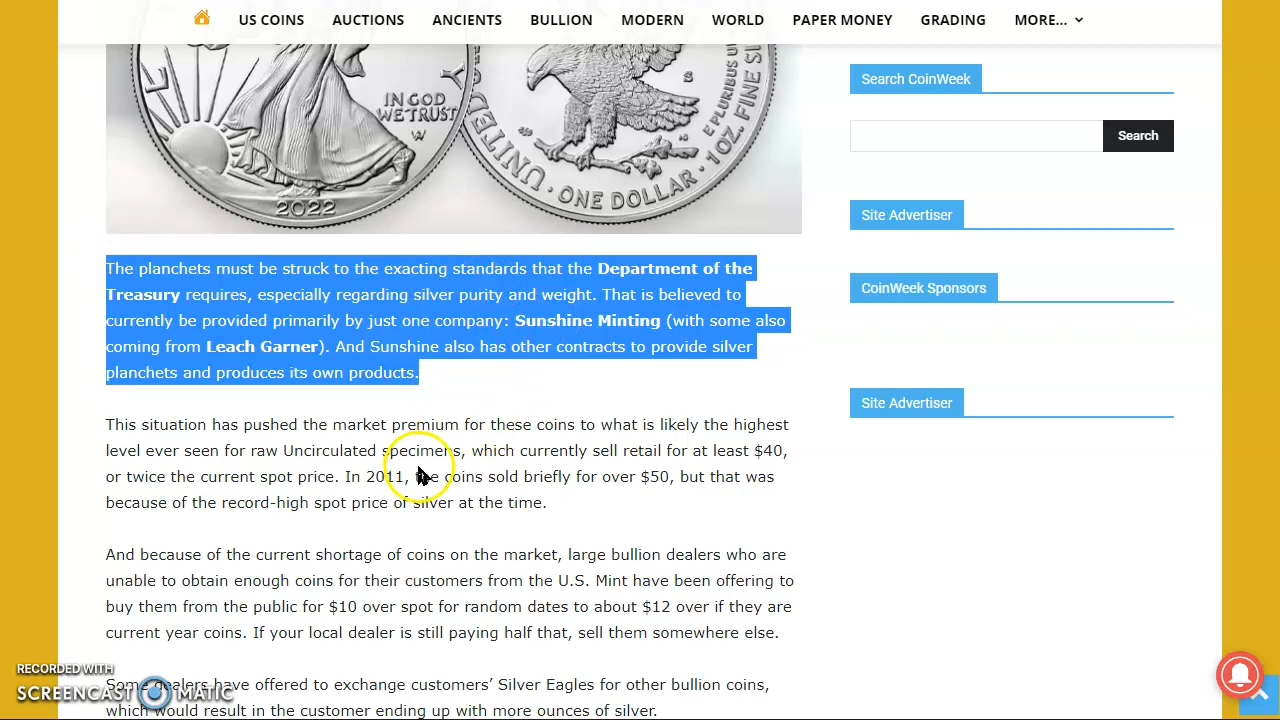 US COINS AUCTIONS ANCIENTS BULLION MODERN WORLD PAPER MONEY GRADING MORE...
IN GOD
WE TRUST
W
2022
UNITED
ONE DOLLAR
1 OZ. FINE
E PLURIBUS
S
Search CoinWeek
Search
Site Advertiser
CoinWeek Sponsors
Site Advertiser
The planchets must be struck to the exacting standards that the Department of the
Treasury requires, especially regarding silver purity and weight. That is believed to
currently be provided primarily by just one company: Sunshine Minting (with some also
coming from Leach Garner). And Sunshine also has other contracts to provide silver
planchets and produces its own products.
This situation has pushed the market premium for these coins to what is likely the highest
level ever seen for raw Uncirculated specimens, which currently sell retail for at least $40,
or twice the current spot price. In 2011, the coins sold briefly for over $50, but that was
because of the record-high spot price of silver at the time.
And because of the current shortage of coins on the market, large bullion dealers who are
unable to obtain enough coins for their customers from the U.S. Mint have been offering to
buy them from the public for $10 over spot for random dates to about $12 over if they are
current year coins. If your local dealer is still paying half that, sell them somewhere else.
Some dealers have offered to exchange customers' Silver Eagles for other bullion coins,
which would result in the customer ending up with more ounces of silver.
RECORDED WITH
SCREENCAST MATIC